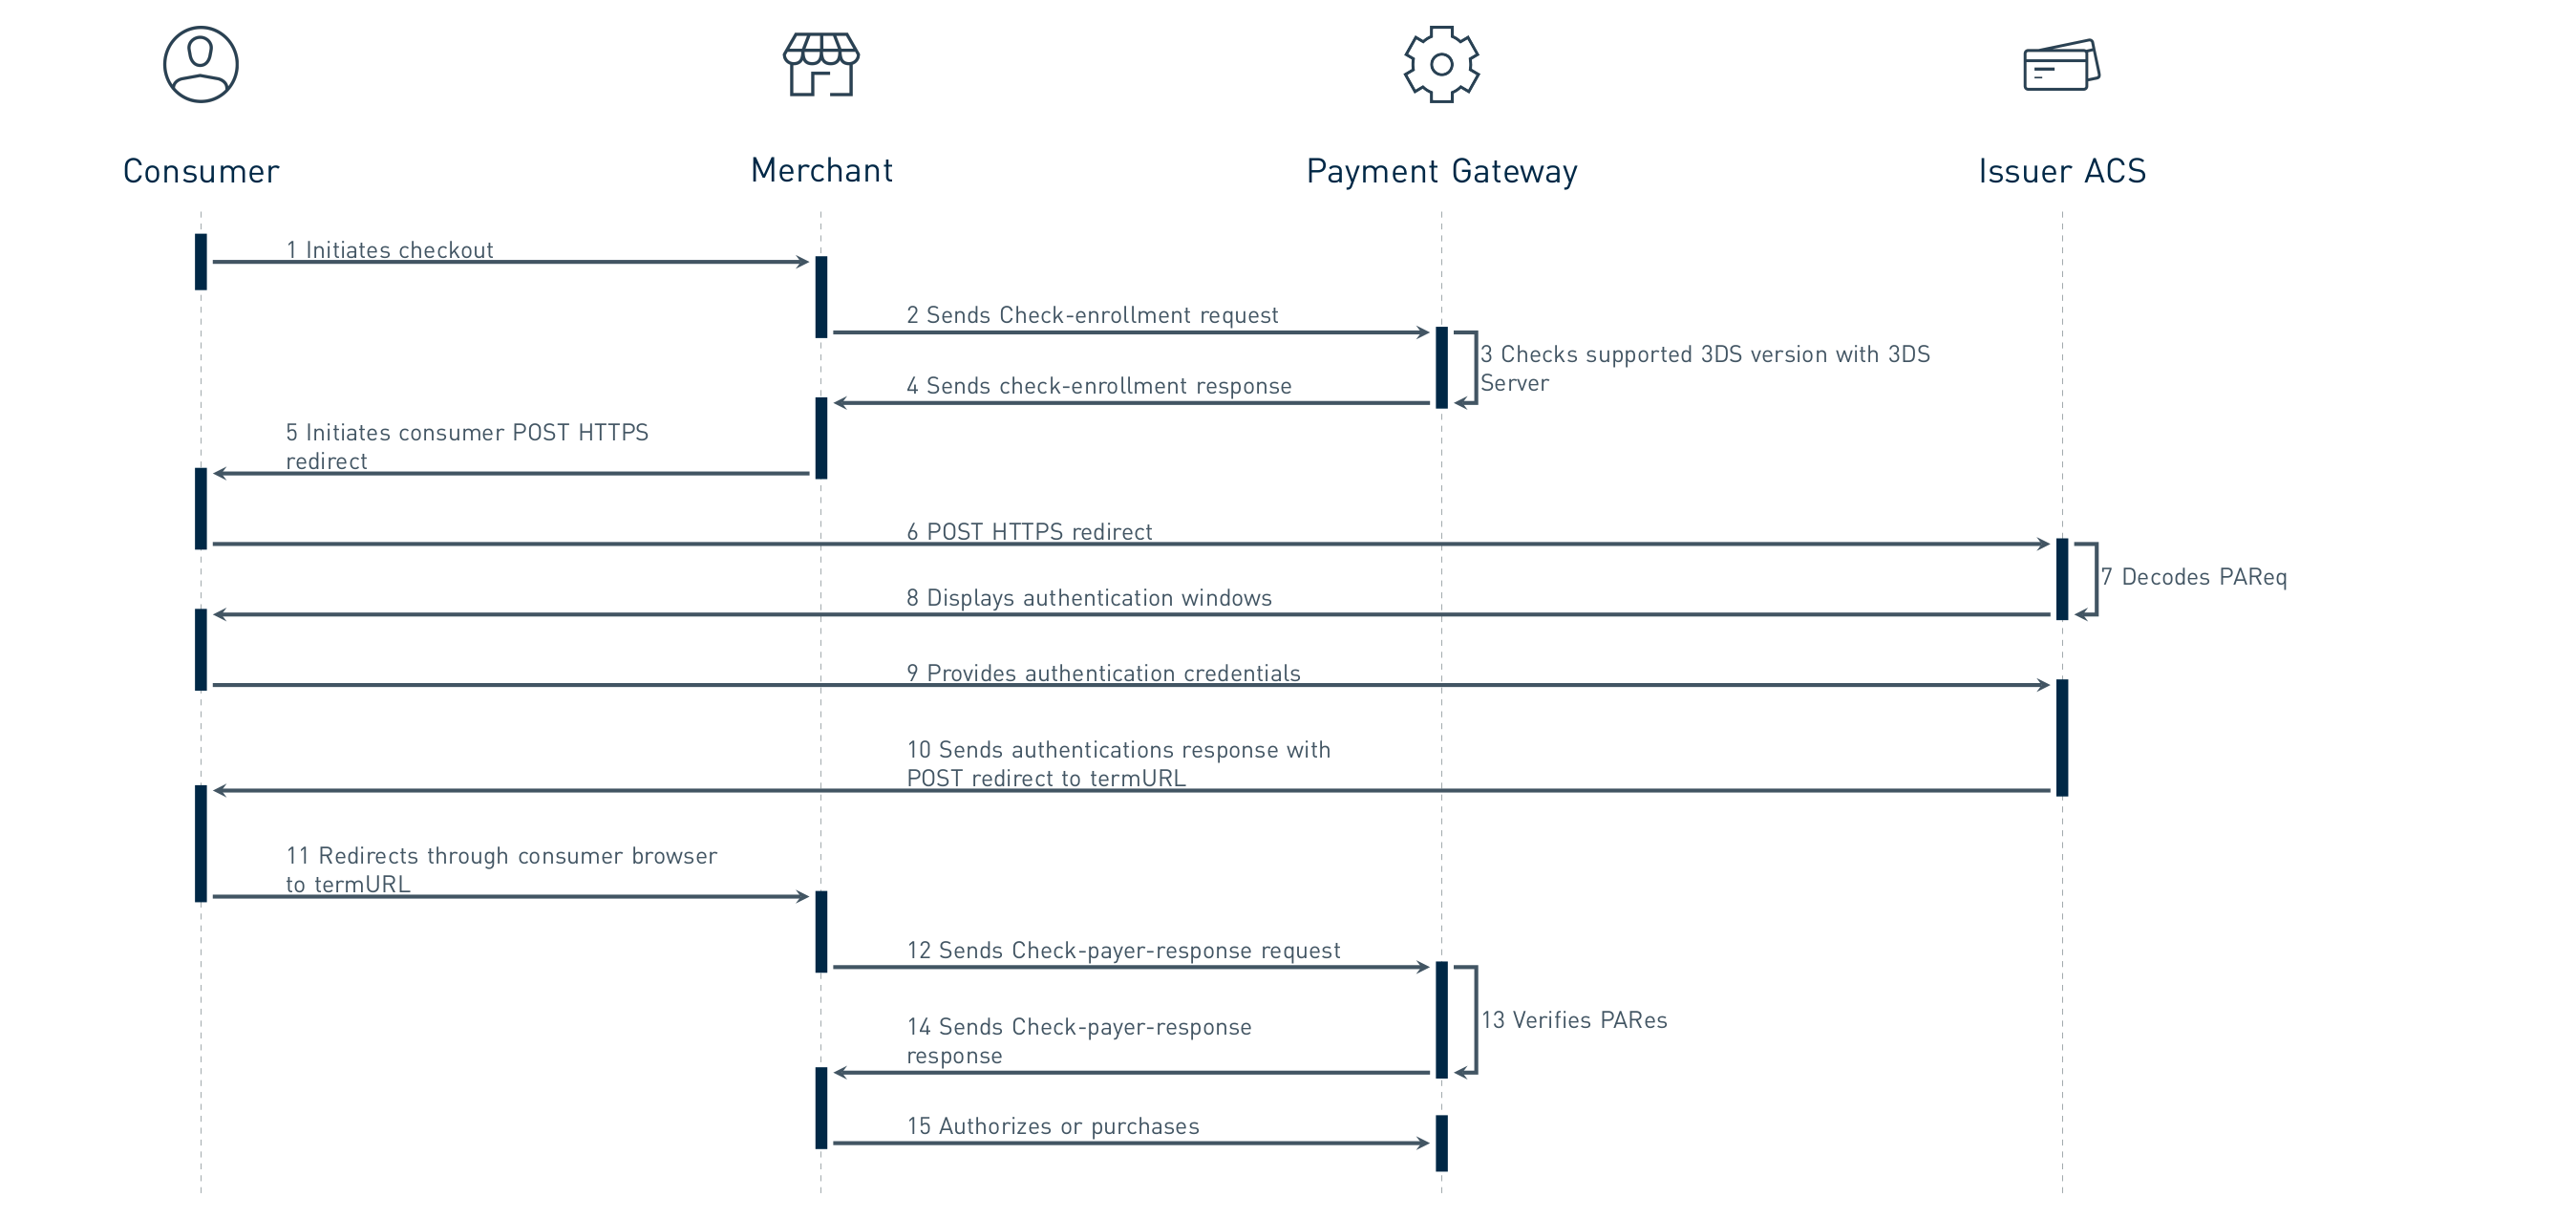 Consumer
Merchant
Payment Gateway
Issuer ACS
1 Initiates checkout
2 Sends Check-enrollment request
3 Checks supported 3DS version with 3DS
Server
4 Sends check-enrollment response
5 Initiates consumer POST HTTPS
redirect
6 POST HTTPS redirect
7 Decodes PAReq
8 Displays authentication windows
9 Provides authentication credentials
10 Sends authentications response with
POST redirect to termURL
11 Redirects through consumer browser
to termURL
12 Sends Check-payer-response request
13 Verifies PARes
14 Sends Check-payer-response
response
15 Authorizes or purchases